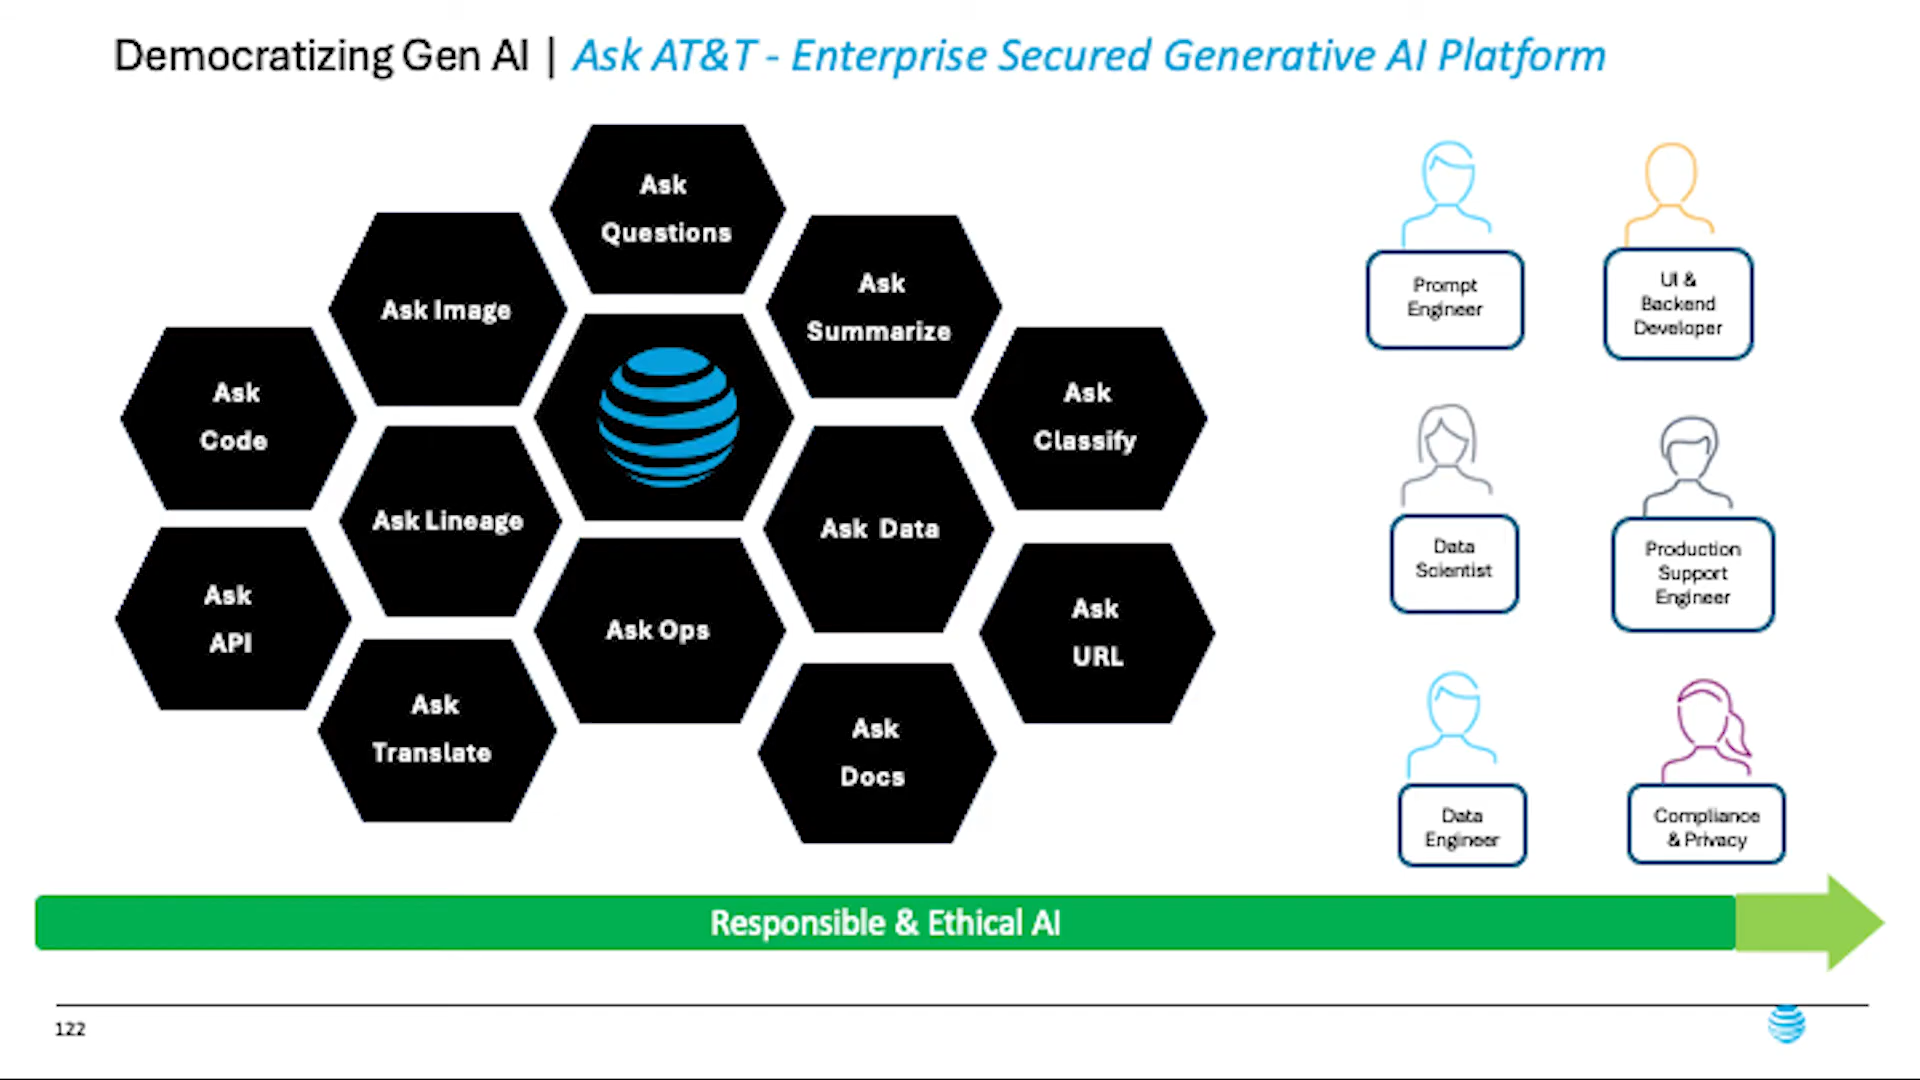 Democratizing Gen AI | Ask AT&T - Enterprise Secured Generative AI Platform
Ask
Questions
Ask Image
Ask
Summarize
Ask
Code
Ask
Classify
Ask Lineage
Ask Data
Ask
API
Ask Ops
Ask
URL
Ask
Translate
Ask
Docs
Prompt
Engineer
UI &
Backend
Developer
Data
Scientist
Production
Support
Engineer
Data
Engineer
Compliance
& Privacy
Responsible & Ethical AI
122